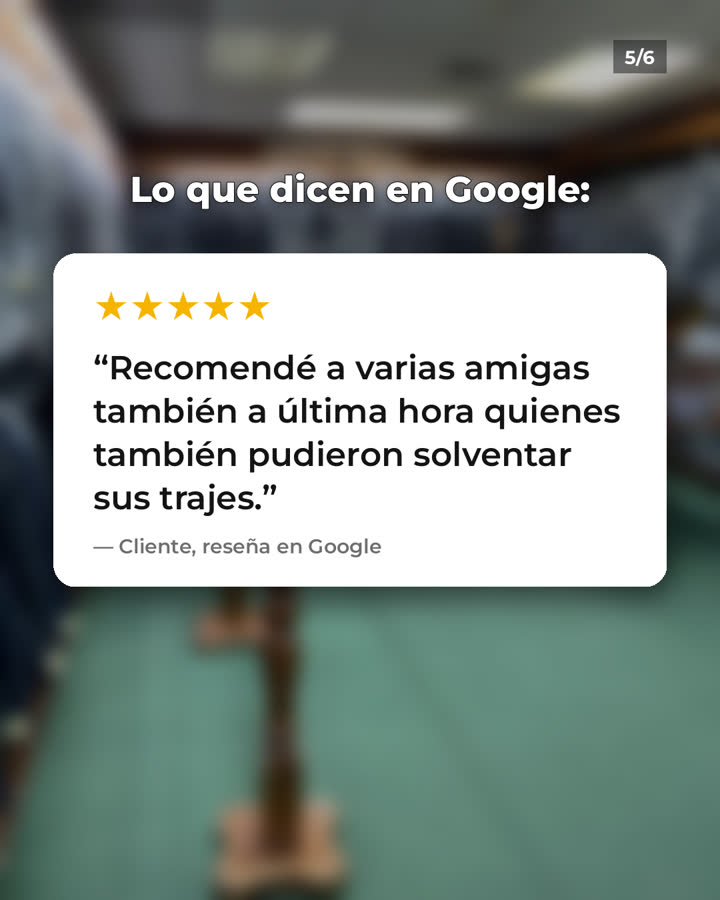 5/6
Lo que dicen en Google:
★★★★★
“Recomendé a varias amigas
también a última hora quienes
también pudieron solventar
sus trajes.”
— Cliente, reseña en Google